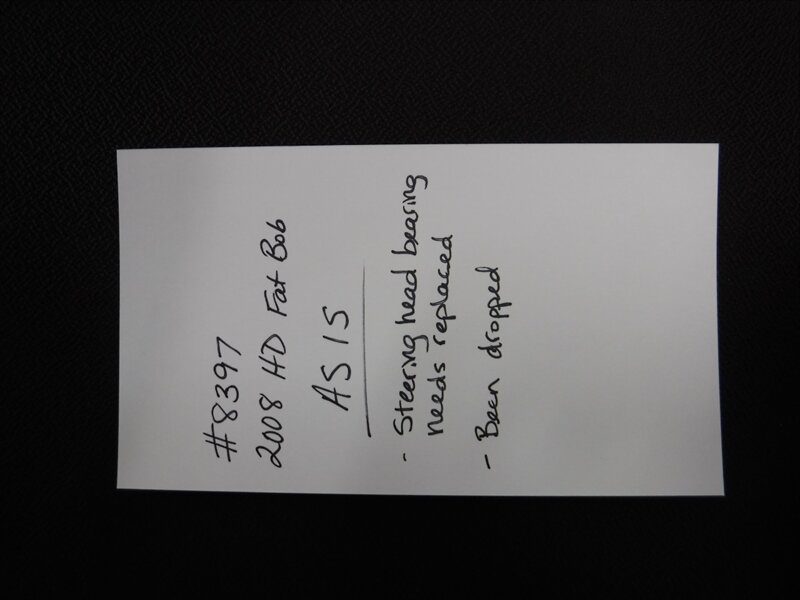 #8397
2008 HD Fat Bob
AS IS
- Steering head bearing
needs replaced
- Been dropped